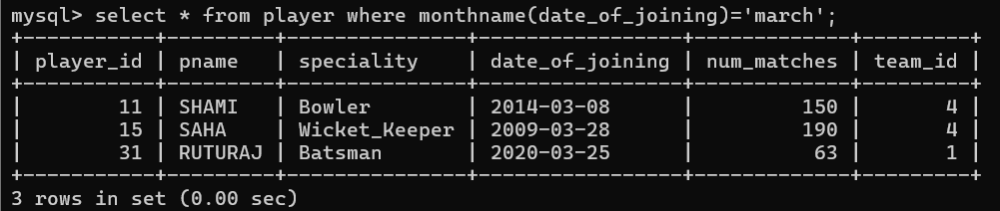 mysql> select * from player where monthname(date_of_joining)='march';
+-----------+---------+---------------+-----------------+-------------+---------+
| player_id | pname   | speciality    | date_of_joining | num_matches | team_id |
+-----------+---------+---------------+-----------------+-------------+---------+
|        11 | SHAMI   | Bowler        | 2014-03-08      |         150 |       4 |
|        15 | SAHA    | Wicket_Keeper | 2009-03-28      |         190 |       4 |
|        31 | RUTURAJ | Batsman       | 2020-03-25      |          63 |       1 |
+-----------+---------+---------------+-----------------+-------------+---------+
3 rows in set (0.00 sec)